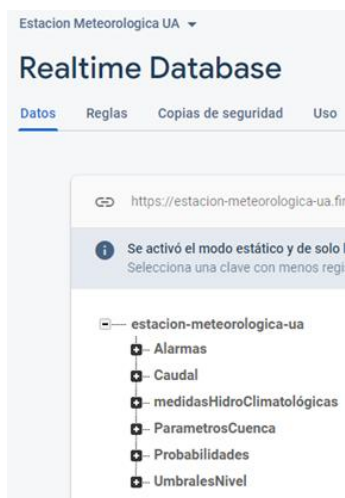 Estacion Meteorologica UA
Realtime Database
Datos Reglas Copias de seguridad Uso
https://estacion-meteorologica-ua.fir
Se activó el modo estático y de solo
Selecciona una clave con menos regi
estacion-meteorologica-ua
Alarmas
Caudal
medidasHidroClimatológicas
ParametrosCuenca
Probabilidades
UmbralesNivel